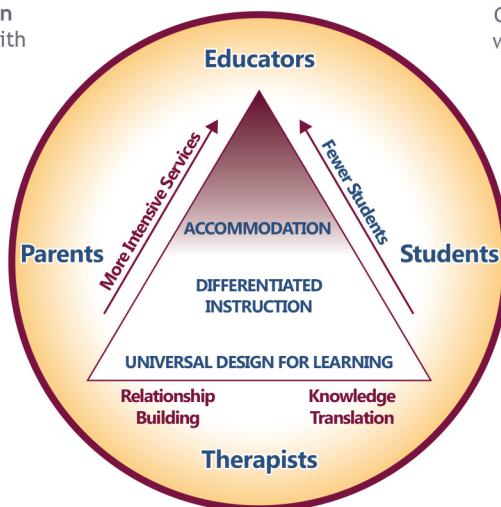 n
ith
Educators
More Intensive Services
Fewer Students
ACCOMMODATION
Parents
Students
DIFFERENTIATED
INSTRUCTION
UNIVERSAL DESIGN FOR LEARNING
Relationship
Building
Knowledge
Translation
Therapists